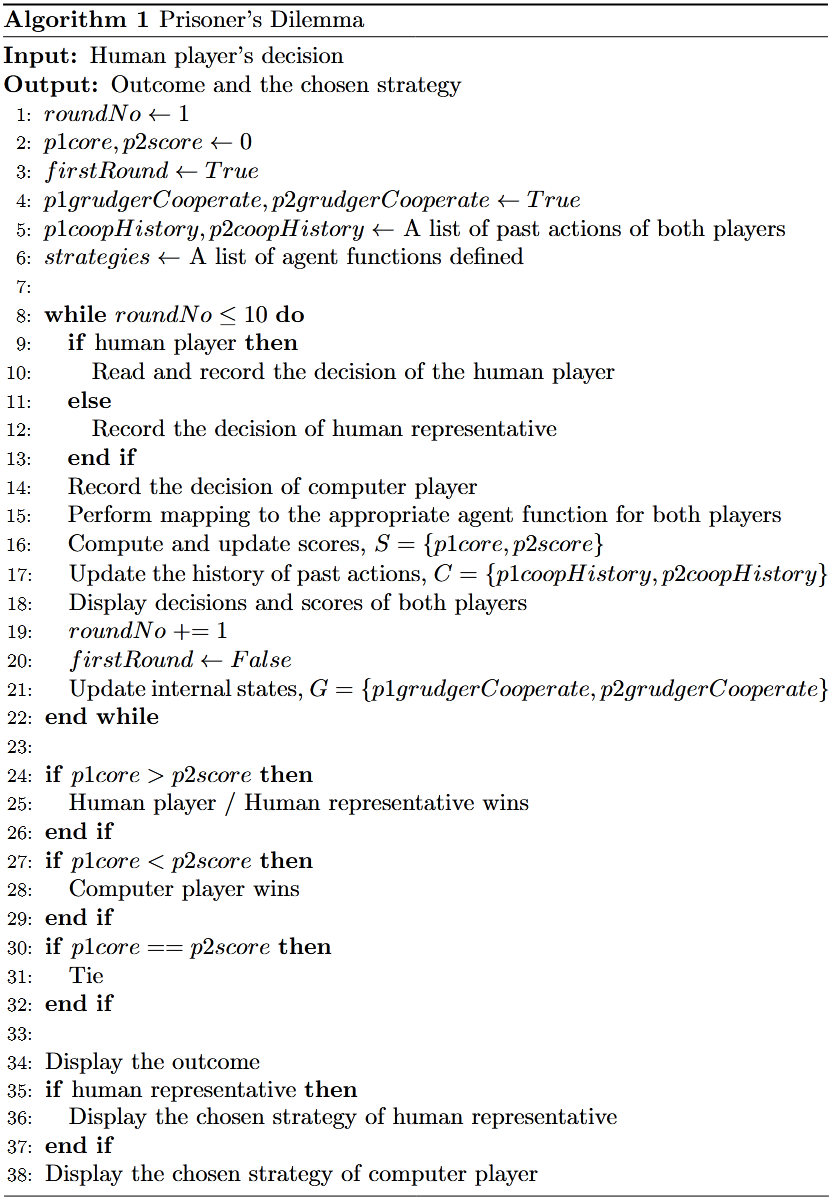 Algorithm 1 Prisoner's Dilemma
Input: Human player's decision
Output: Outcome and the chosen strategy
1: roundNo ← 1
2: p1core, p2score ← 0
3: firstRound ← True
4: p1grudgerCooperate, p2grudgerCooperate ← True
5: p1coopHistory, p2coopHistory ← A list of past actions of both players
6: strategies ← A list of agent functions defined
7:
8: while roundNo ≤ 10 do
9: if human player then
10: Read and record the decision of the human player
11: else
12: Record the decision of human representative
13: end if
14: Record the decision of computer player
15: Perform mapping to the appropriate agent function for both players
16: Compute and update scores, S = {p1core, p2score}
17: Update the history of past actions, C = {p1coopHistory, p2coopHistory}
18: Display decisions and scores of both players
19: roundNo += 1
20: firstRound ← False
21: Update internal states, G = {p1grudgerCooperate, p2grudgerCooperate}
22: end while
23:
24: if p1core > p2score then
25: Human player / Human representative wins
26: end if
27: if p1core < p2score then
28: Computer player wins
29: end if
30: if p1core == p2score then
31: Tie
32: end if
33:
34: Display the outcome
35: if human representative then
36: Display the chosen strategy of human representative
37: end if
38: Display the chosen strategy of computer player